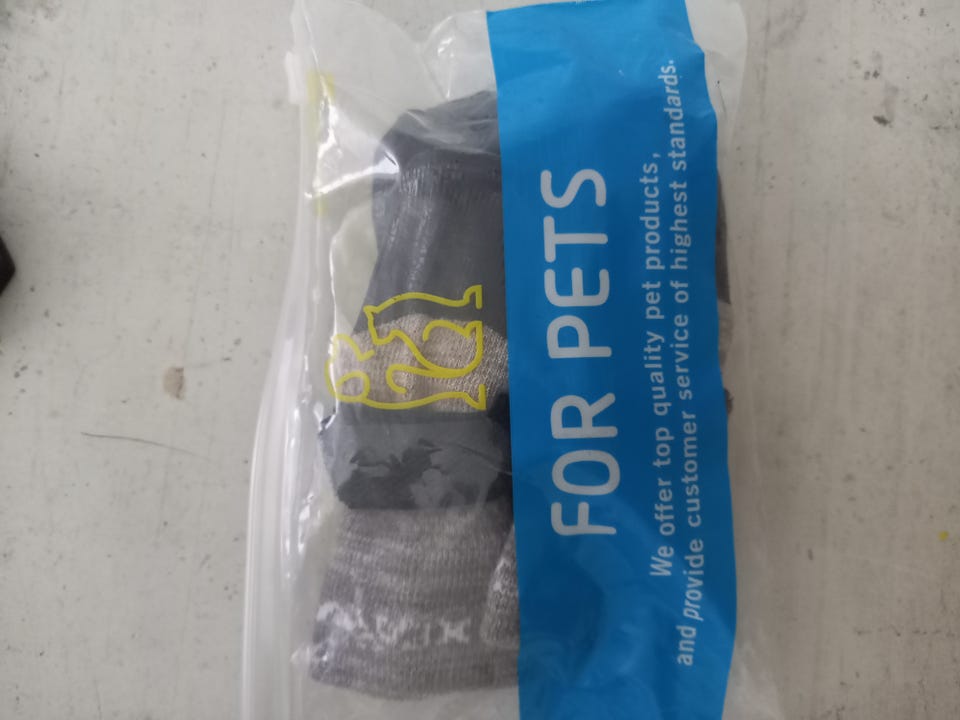 FOR PETS
We offer top quality pet products,
and provide customer service of highest standards.